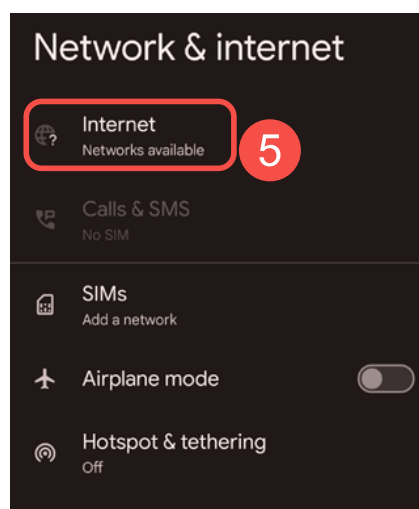 Network & internet
Internet
Networks available
5
Calls & SMS
No SIM
SIMs
Add a network
Airplane mode
Hotspot & tethering
Off